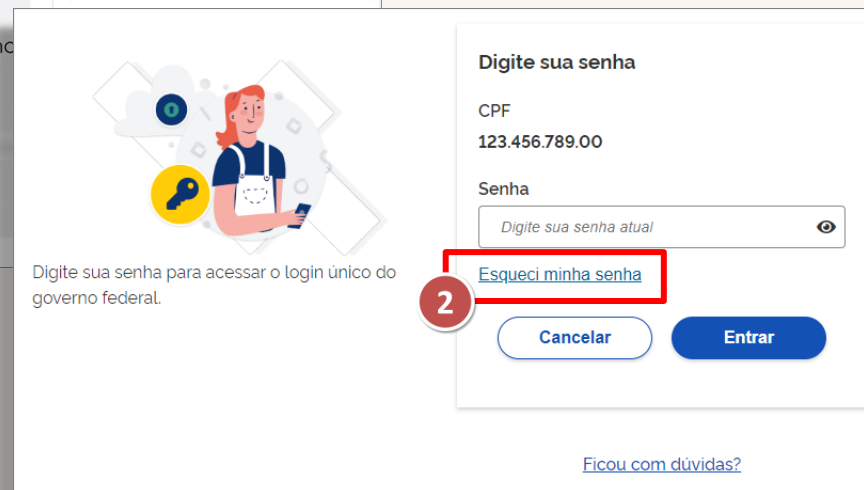 Digite sua senha
CPF
123.456.789.00
Senha
Digite sua senha atual
Esqueci minha senha
2
Cancelar
Entrar
Digite sua senha para acessar o login único do
governo federal.
Ficou com dúvidas?